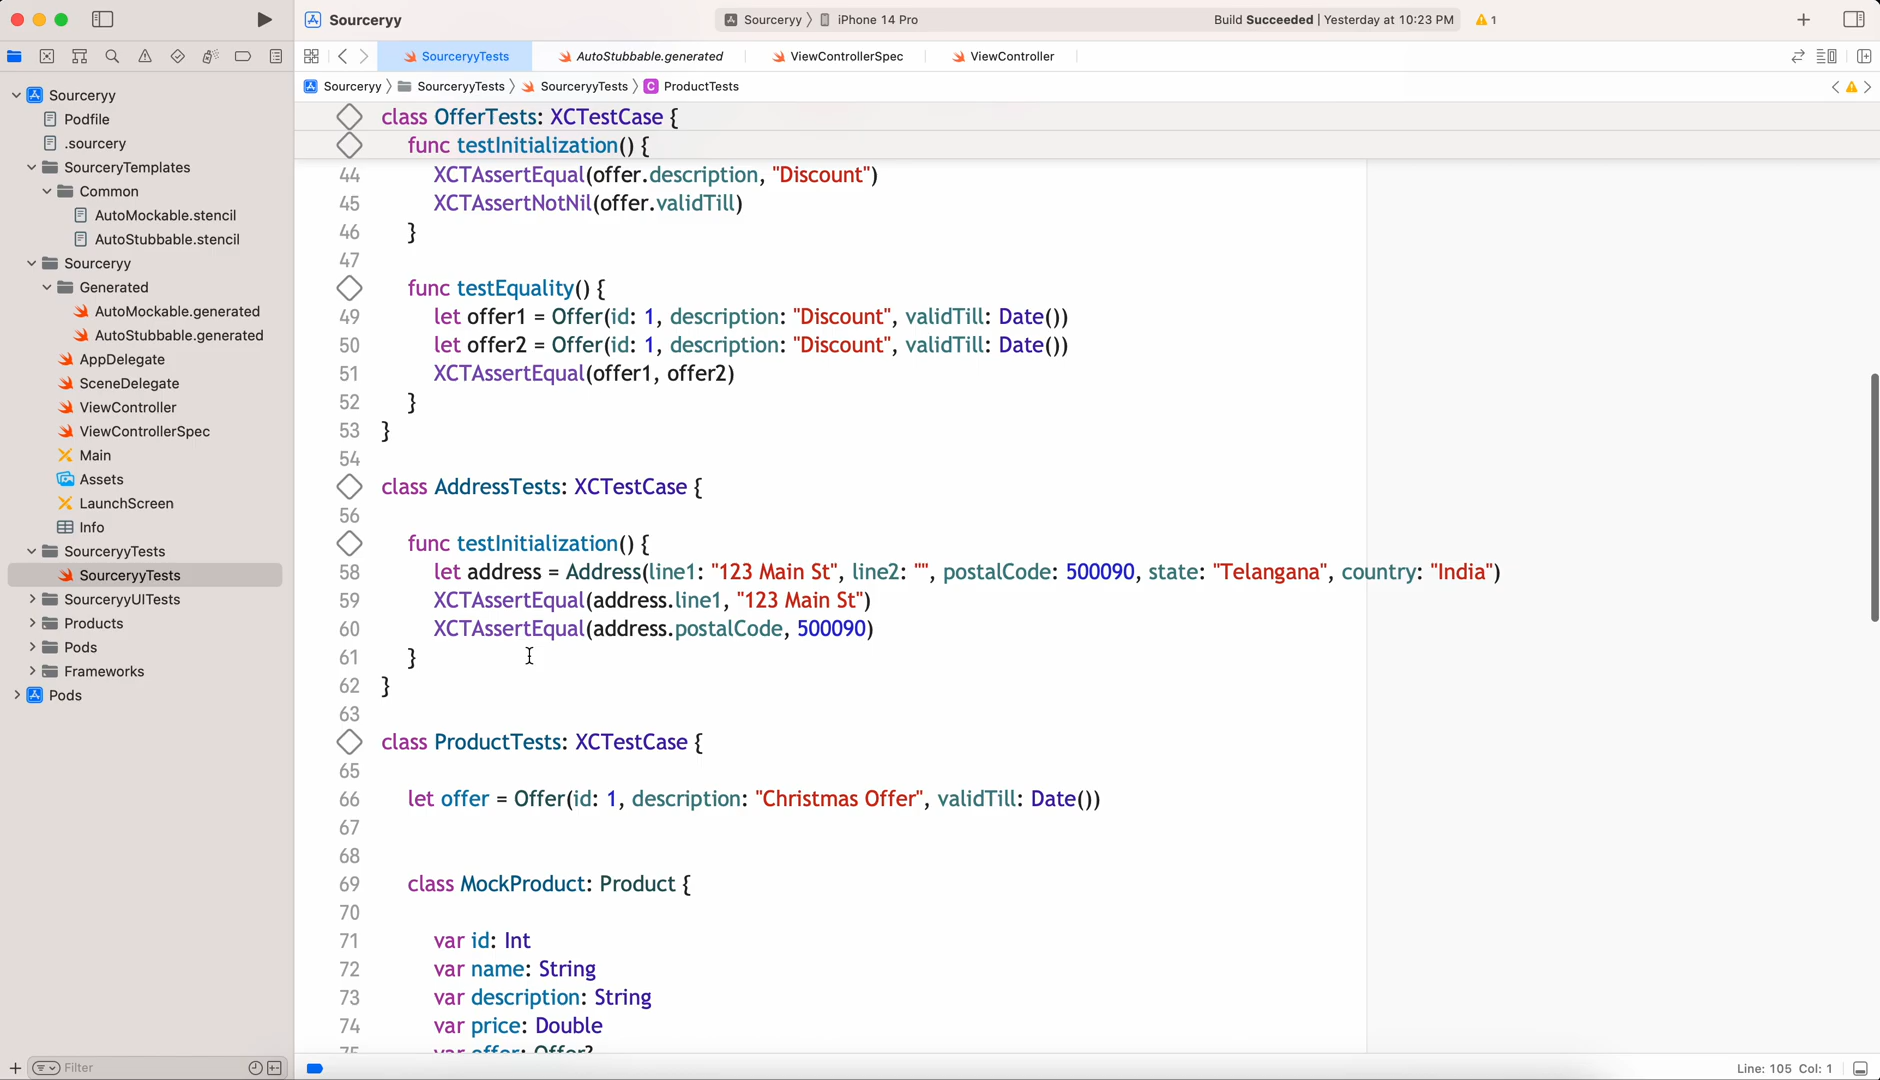 Sourceryy
Sourceryy
iPhone 14 Pro
Build Succeeded | Yesterday at 10:23 PM
1
SourceryyTests
AutoStubbable.generated
ViewControllerSpec
ViewController
Sourceryy
SourceryyTests
SourceryyTests
C
ProductTests
Sourceryy
Podfile
.sourcery
SourceryTemplates
Common
AutoMockable.stencil
AutoStubbable.stencil
Sourceryy
Generated
AutoMockable.generated
AutoStubbable.generated
AppDelegate
SceneDelegate
ViewController
ViewControllerSpec
Main
Assets
LaunchScreen
Info
SourceryyTests
SourceryyTests
SourceryyUITests
Products
Pods
Frameworks
Pods
Filter
class OfferTests: XCTestCase {
func testInitialization() {
44 XCTAssertEqual(offer.description, "Discount")
45 XCTAssertNotNil(offer.validTill)
46 }
47
func testEquality() {
49 let offer1 = Offer(id: 1, description: "Discount", validTill: Date())
50 let offer2 = Offer(id: 1, description: "Discount", validTill: Date())
51 XCTAssertEqual(offer1, offer2)
52 }
53 }
54
class AddressTests: XCTestCase {
56
func testInitialization() {
58 let address = Address(line1: "123 Main St", line2: "", postalCode: 500090, state: "Telangana", country: "India")
59 XCTAssertEqual(address.line1, "123 Main St")
60 XCTAssertEqual(address.postalCode, 500090)
61 }
62 }
63
class ProductTests: XCTestCase {
65
66 let offer = Offer(id: 1, description: "Christmas Offer", validTill: Date())
67
68
69 class MockProduct: Product {
70
71 var id: Int
72 var name: String
73 var description: String
74 var price: Double
75 var offer: Offer?
Line: 105 Col: 1